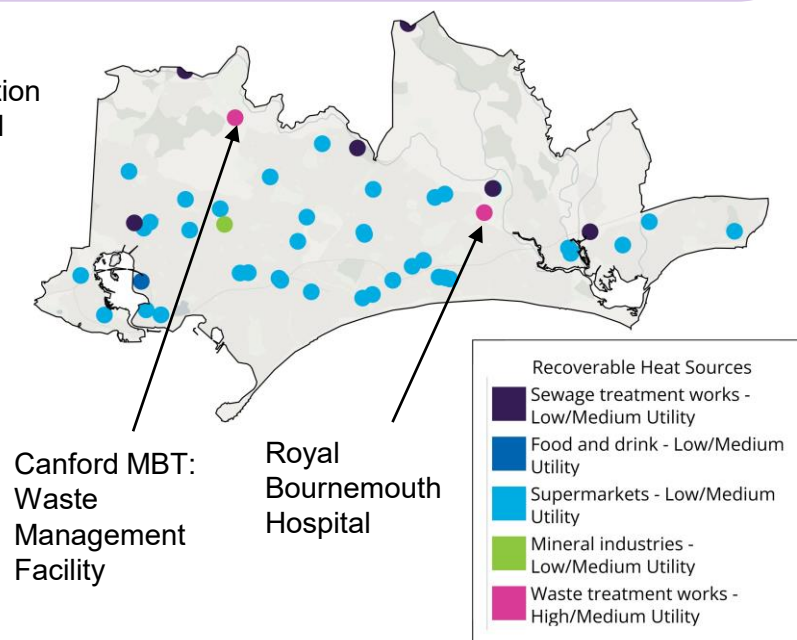 tion
Canford MBT:
Waste
Management
Facility
Royal
Bournemouth
Hospital
Recoverable Heat Sources
Sewage treatment works -
Low/Medium Utility
Food and drink - Low/Medium
Utility
Supermarkets - Low/Medium
Utility
Mineral industries -
Low/Medium Utility
Waste treatment works -
High/Medium Utility